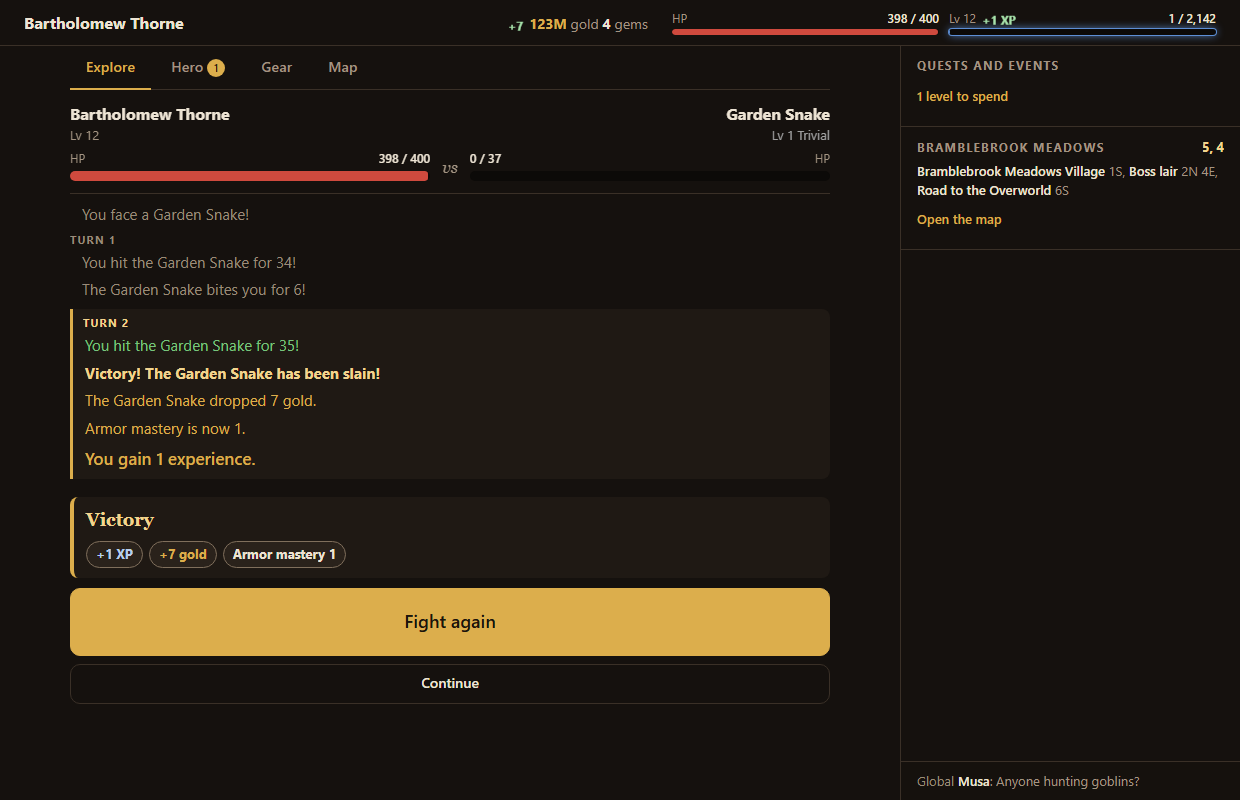 Bartholomew Thorne
+7 123M gold 4 gems
HP 398 / 400
Lv 12 +1 XP 1 / 2,142
Explore Hero 1 Gear Map
Bartholomew Thorne Garden Snake
Lv 12 Lv 1 Trivial
HP 398 / 400 vs 0 / 37 HP
You face a Garden Snake!
TURN 1
You hit the Garden Snake for 34!
The Garden Snake bites you for 6!
TURN 2
You hit the Garden Snake for 35!
Victory! The Garden Snake has been slain!
The Garden Snake dropped 7 gold.
Armor mastery is now 1.
You gain 1 experience.
Victory
+1 XP +7 gold Armor mastery 1
Fight again
Continue
QUESTS AND EVENTS
1 level to spend
BRAMBLEBROOK MEADOWS 5, 4
Bramblebrook Meadows Village 1S, Boss lair 2N 4E,
Road to the Overworld 6S
Open the map
Global Musa: Anyone hunting goblins?